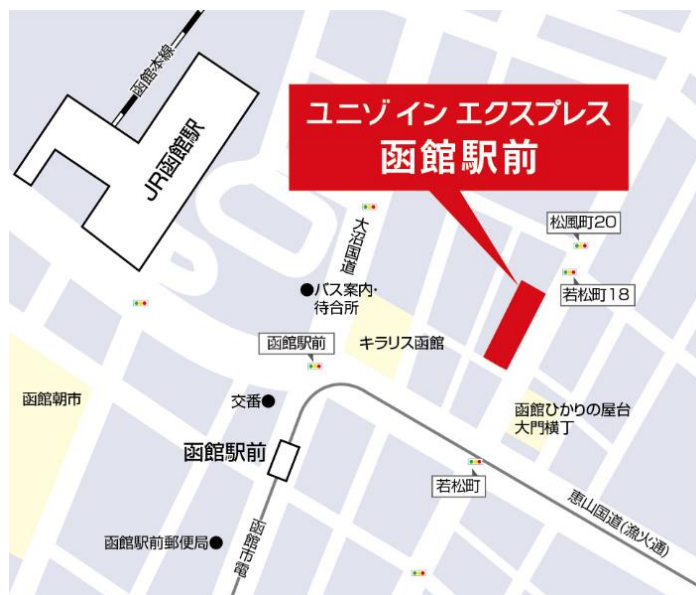 函館本線
JR函館駅
ユニゾ イン エクスプレス
函館駅前
大沼国道
松風町20
若松町18
●バス案内・
待合所
函館駅前
キラリス函館
函館朝市
交番●
函館ひかりの屋台
大門横丁
函館駅前
若松町
恵山国道(漁火通)
函館市電
函館駅前郵便局●